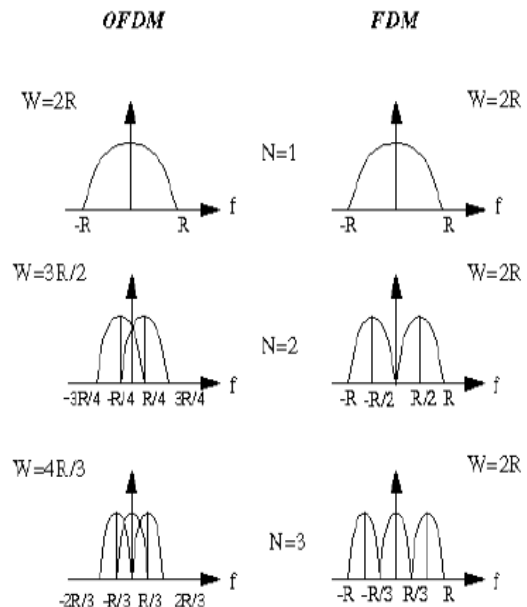 OFDM FDM
W=2R W=2R
N=1
f f
-R R -R R
W=3R/2 W=2R
N=2
f f
-3R/4 -R/4 R/4 3R/4 -R -R/2 R/2 R
W=4R/3 W=2R
N=3
f f
-2R/3 -R/3 R/3 2R/3 -R -R/3 R/3 R